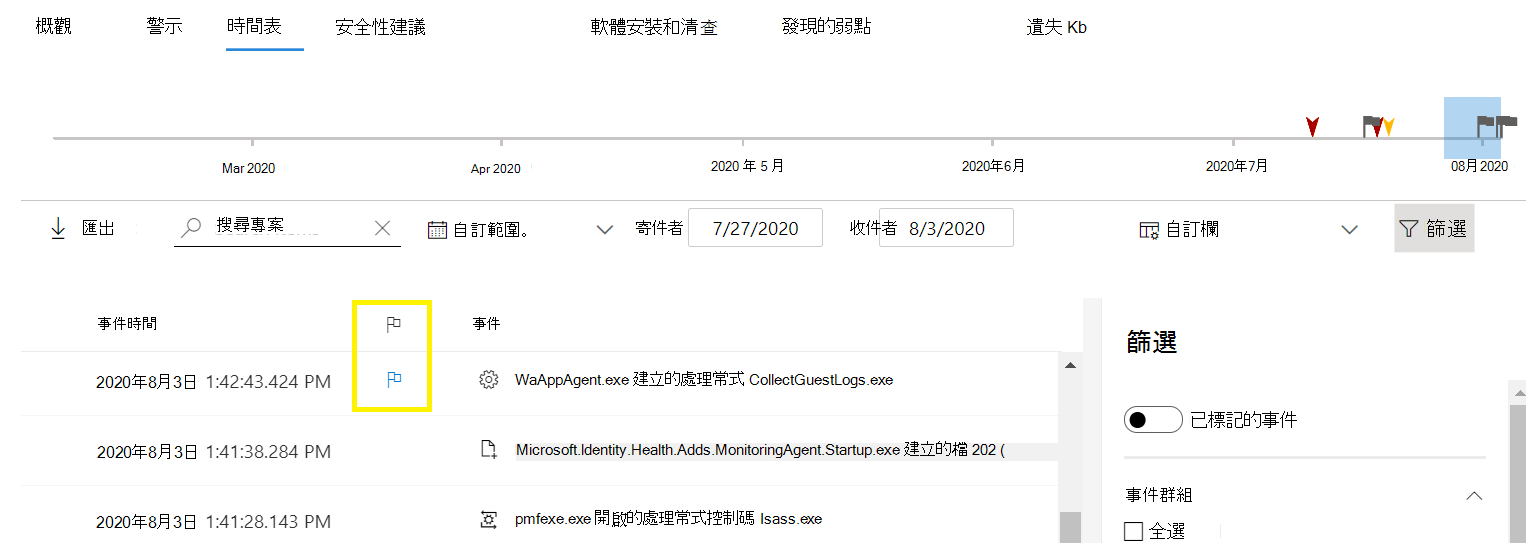 概觀 警示 時間表 安全性建議 軟體安裝和清查 發現的弱點 遺失 Kb
Mar 2020 Apr 2020 2020 年 5 月 2020年6月 2020年7月 08月 2020
匯出 搜尋專案 自訂範圍。 寄件者 7/27/2020 收件者 8/3/2020 自訂欄 篩選
事件時間 事件
2020年8月3日 1:42:43.424 PM WaAppAgent.exe 建立的處理常式 CollectGuestLogs.exe
2020年8月3日 1:41:38.284 PM Microsoft.Identity.Health.Adds.MonitoringAgent.Startup.exe 建立的檔 202 (
2020年8月3日 1:41:28.143 PM pmfexe.exe 開啟的處理常式控制碼 lsass.exe
篩選
已標記的事件
事件群組
全選